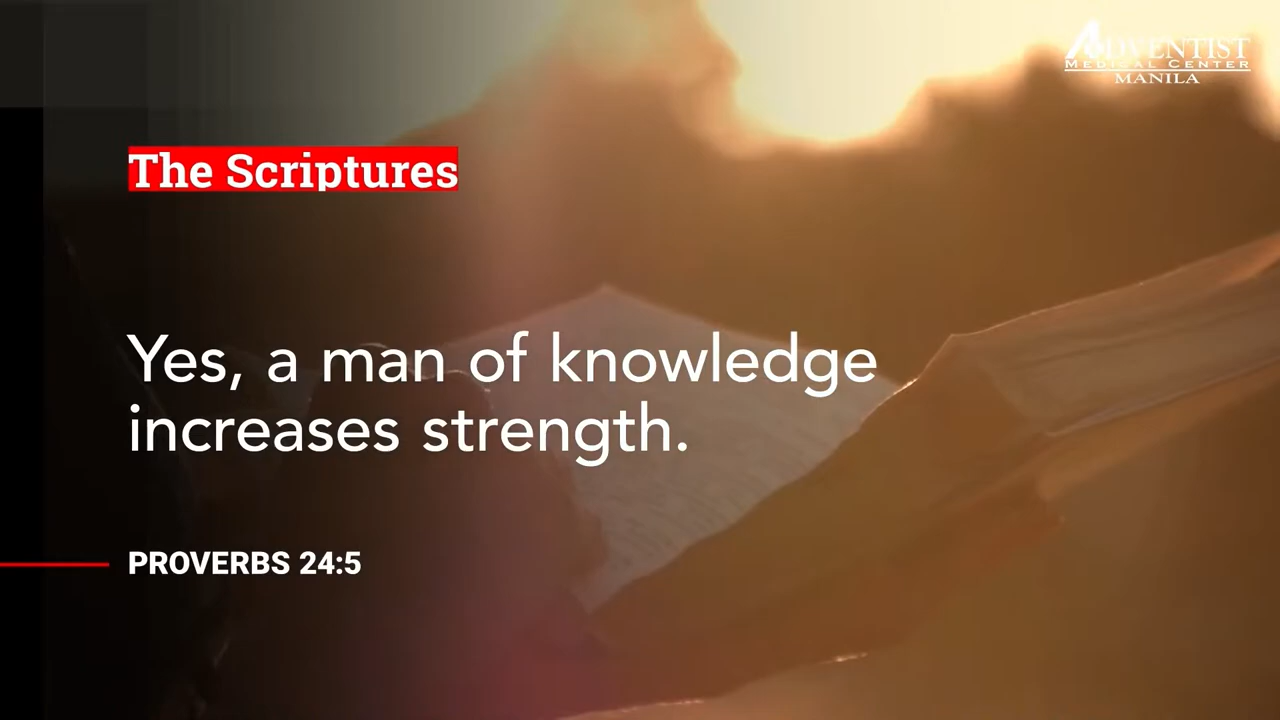 ADVENTIST
MEDICAL CENTER
MANILA
The Scriptures
Yes, a man of knowledge
increases strength.
PROVERBS 24:5